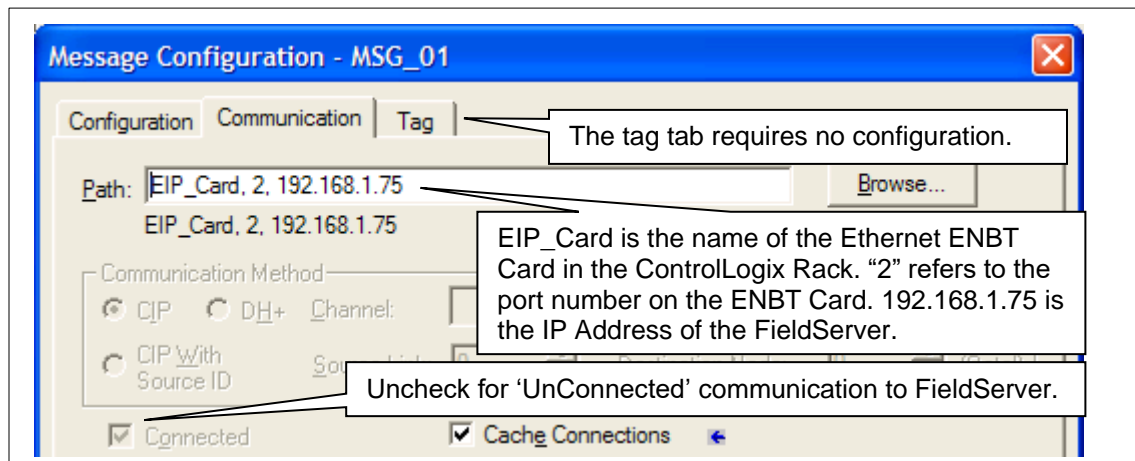 Message Configuration - MSG_01
Configuration Communication Tag
The tag tab requires no configuration.
Path: EIP_Card, 2, 192.168.1.75 Browse...
EIP_Card, 2, 192.168.1.75
EIP_Card is the name of the Ethernet ENBT
Card in the ControlLogix Rack. “2” refers to the
port number on the ENBT Card. 192.168.1.75 is
the IP Address of the FieldServer.
Communication Method
CIP DH+ Channel:
CIP With
Source ID
Uncheck for ‘UnConnected’ communication to FieldServer.
Connected Cache Connections